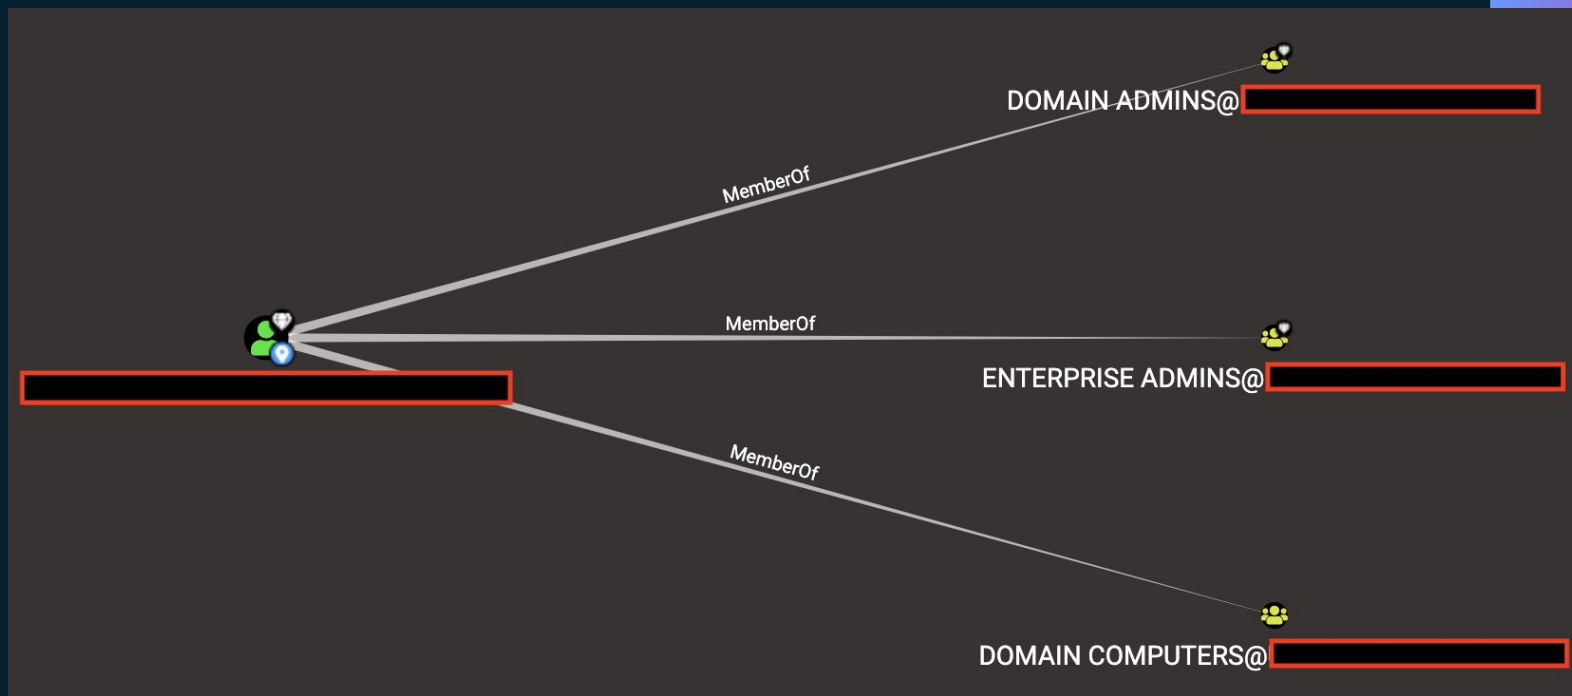 DOMAIN ADMINS@
MemberOf
MemberOf
ENTERPRISE ADMINS@
MemberOf
DOMAIN COMPUTERS@